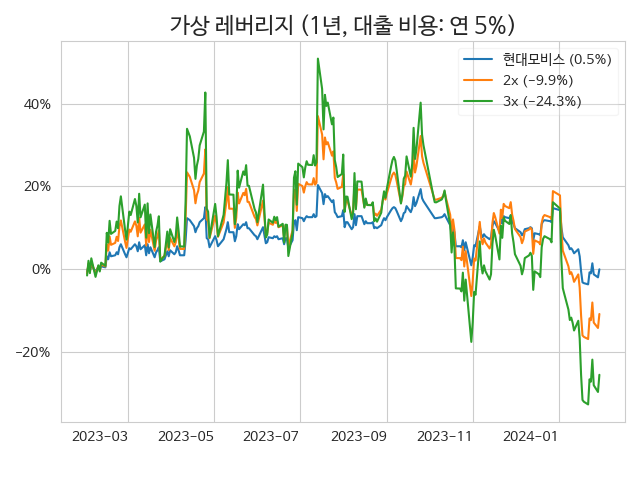 가상 레버리지 (1년, 대출 비용: 연 5%)
현대모비스 (0.5%)
2x (−9.9%)
3x (−24.3%)
40%
20%
0%
−20%
2023-03 2023-05 2023-07 2023-09 2023-11 2024-01